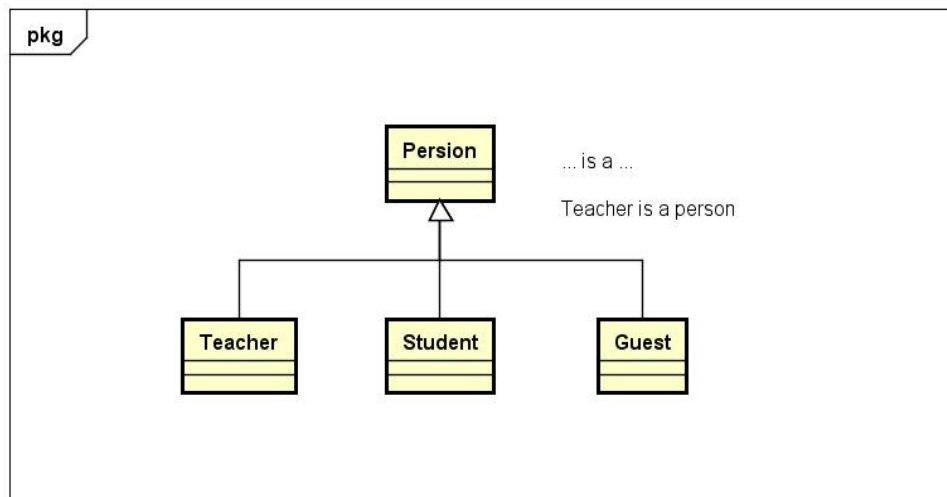 pkg
Persion
... is a ...
Teacher is a person
Teacher
Student
Guest